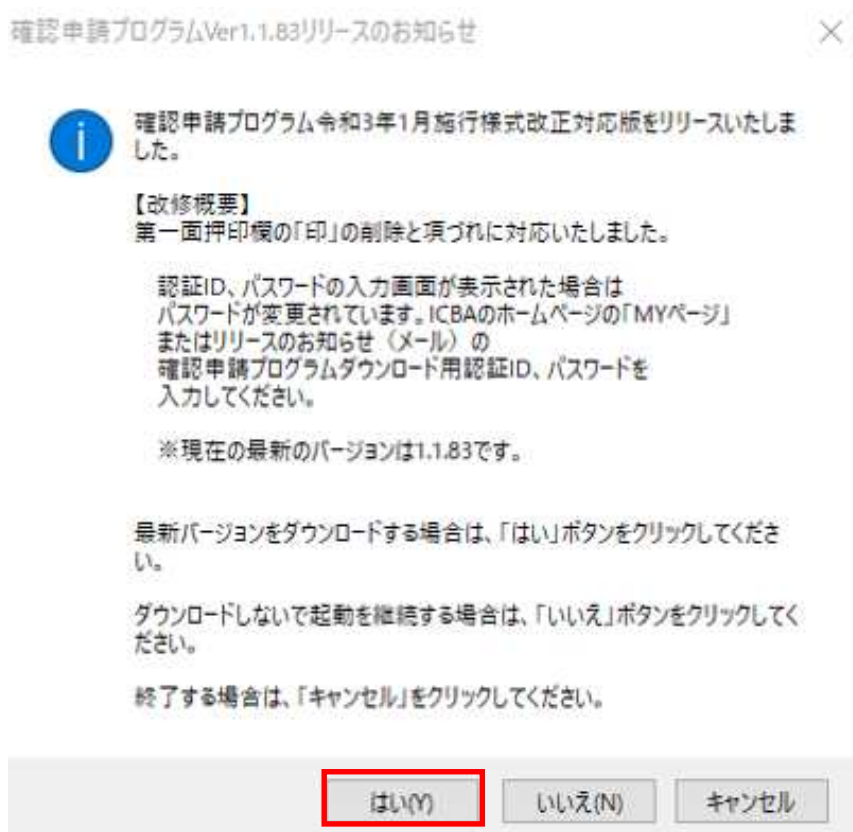 確認申請プログラムVer1.1.83リリースのお知らせ
確認申請プログラム令和3年1月施行様式改正対応版をリリースいたしま
した。
【改修概要】
第一面押印欄の「印」の削除と項づれに対応いたしました。
認証ID、パスワードの入力画面が表示された場合は
パスワードが変更されています。ICBAのホームページの「MYページ」
またはリリースのお知らせ（メール）の
確認申請プログラムダウンロード用認証ID、パスワードを
入力してください。
※現在の最新のバージョンは1.1.83です。
最新バージョンをダウンロードする場合は、「はい」ボタンをクリックしてくださ
い。
ダウンロードしないで起動を継続する場合は、「いいえ」ボタンをクリックしてく
ださい。
終了する場合は、「キャンセル」をクリックしてください。
はい(Y) いいえ(N) キャンセル